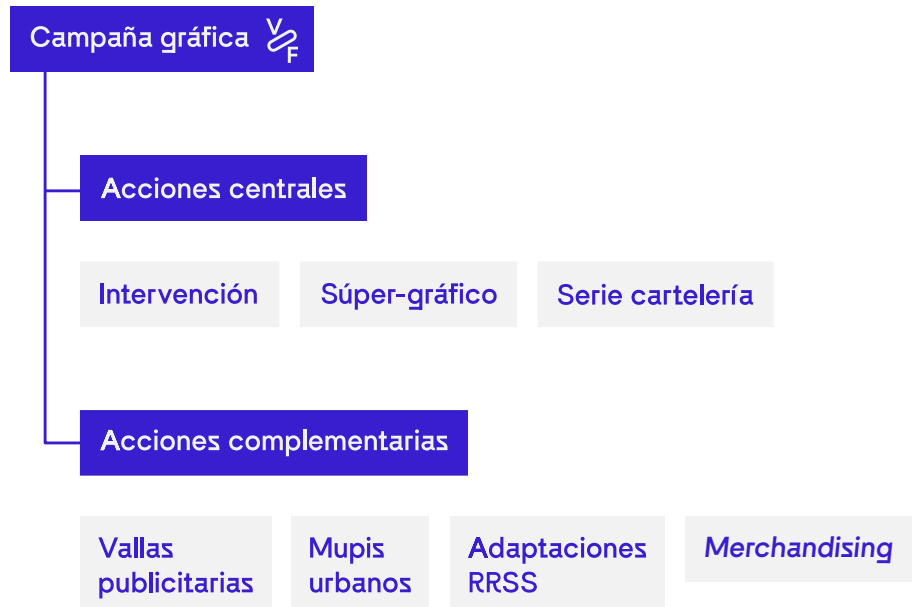 Campaña gráfica V F
Acciones centrales
Intervención Súper-gráfico Serie cartelería
Acciones complementarias
Vallas Mupis Adaptaciones Merchandising
publicitarias urbanos RRSS